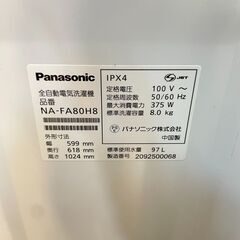 Panasonic
全自動電気洗濯機
品番
NA-FA80H8
外形寸法
幅 599 mm
奥行 618 mm
高さ 1024 mm
IPX4
JET
定格電圧 100 V~
定格周波数 50/60 Hz
最大消費電力 375 W
標準洗濯容量 8.0 kg
パナソニック株式会社
中国製
標準使用水量 97 L
製造番号 2092500068